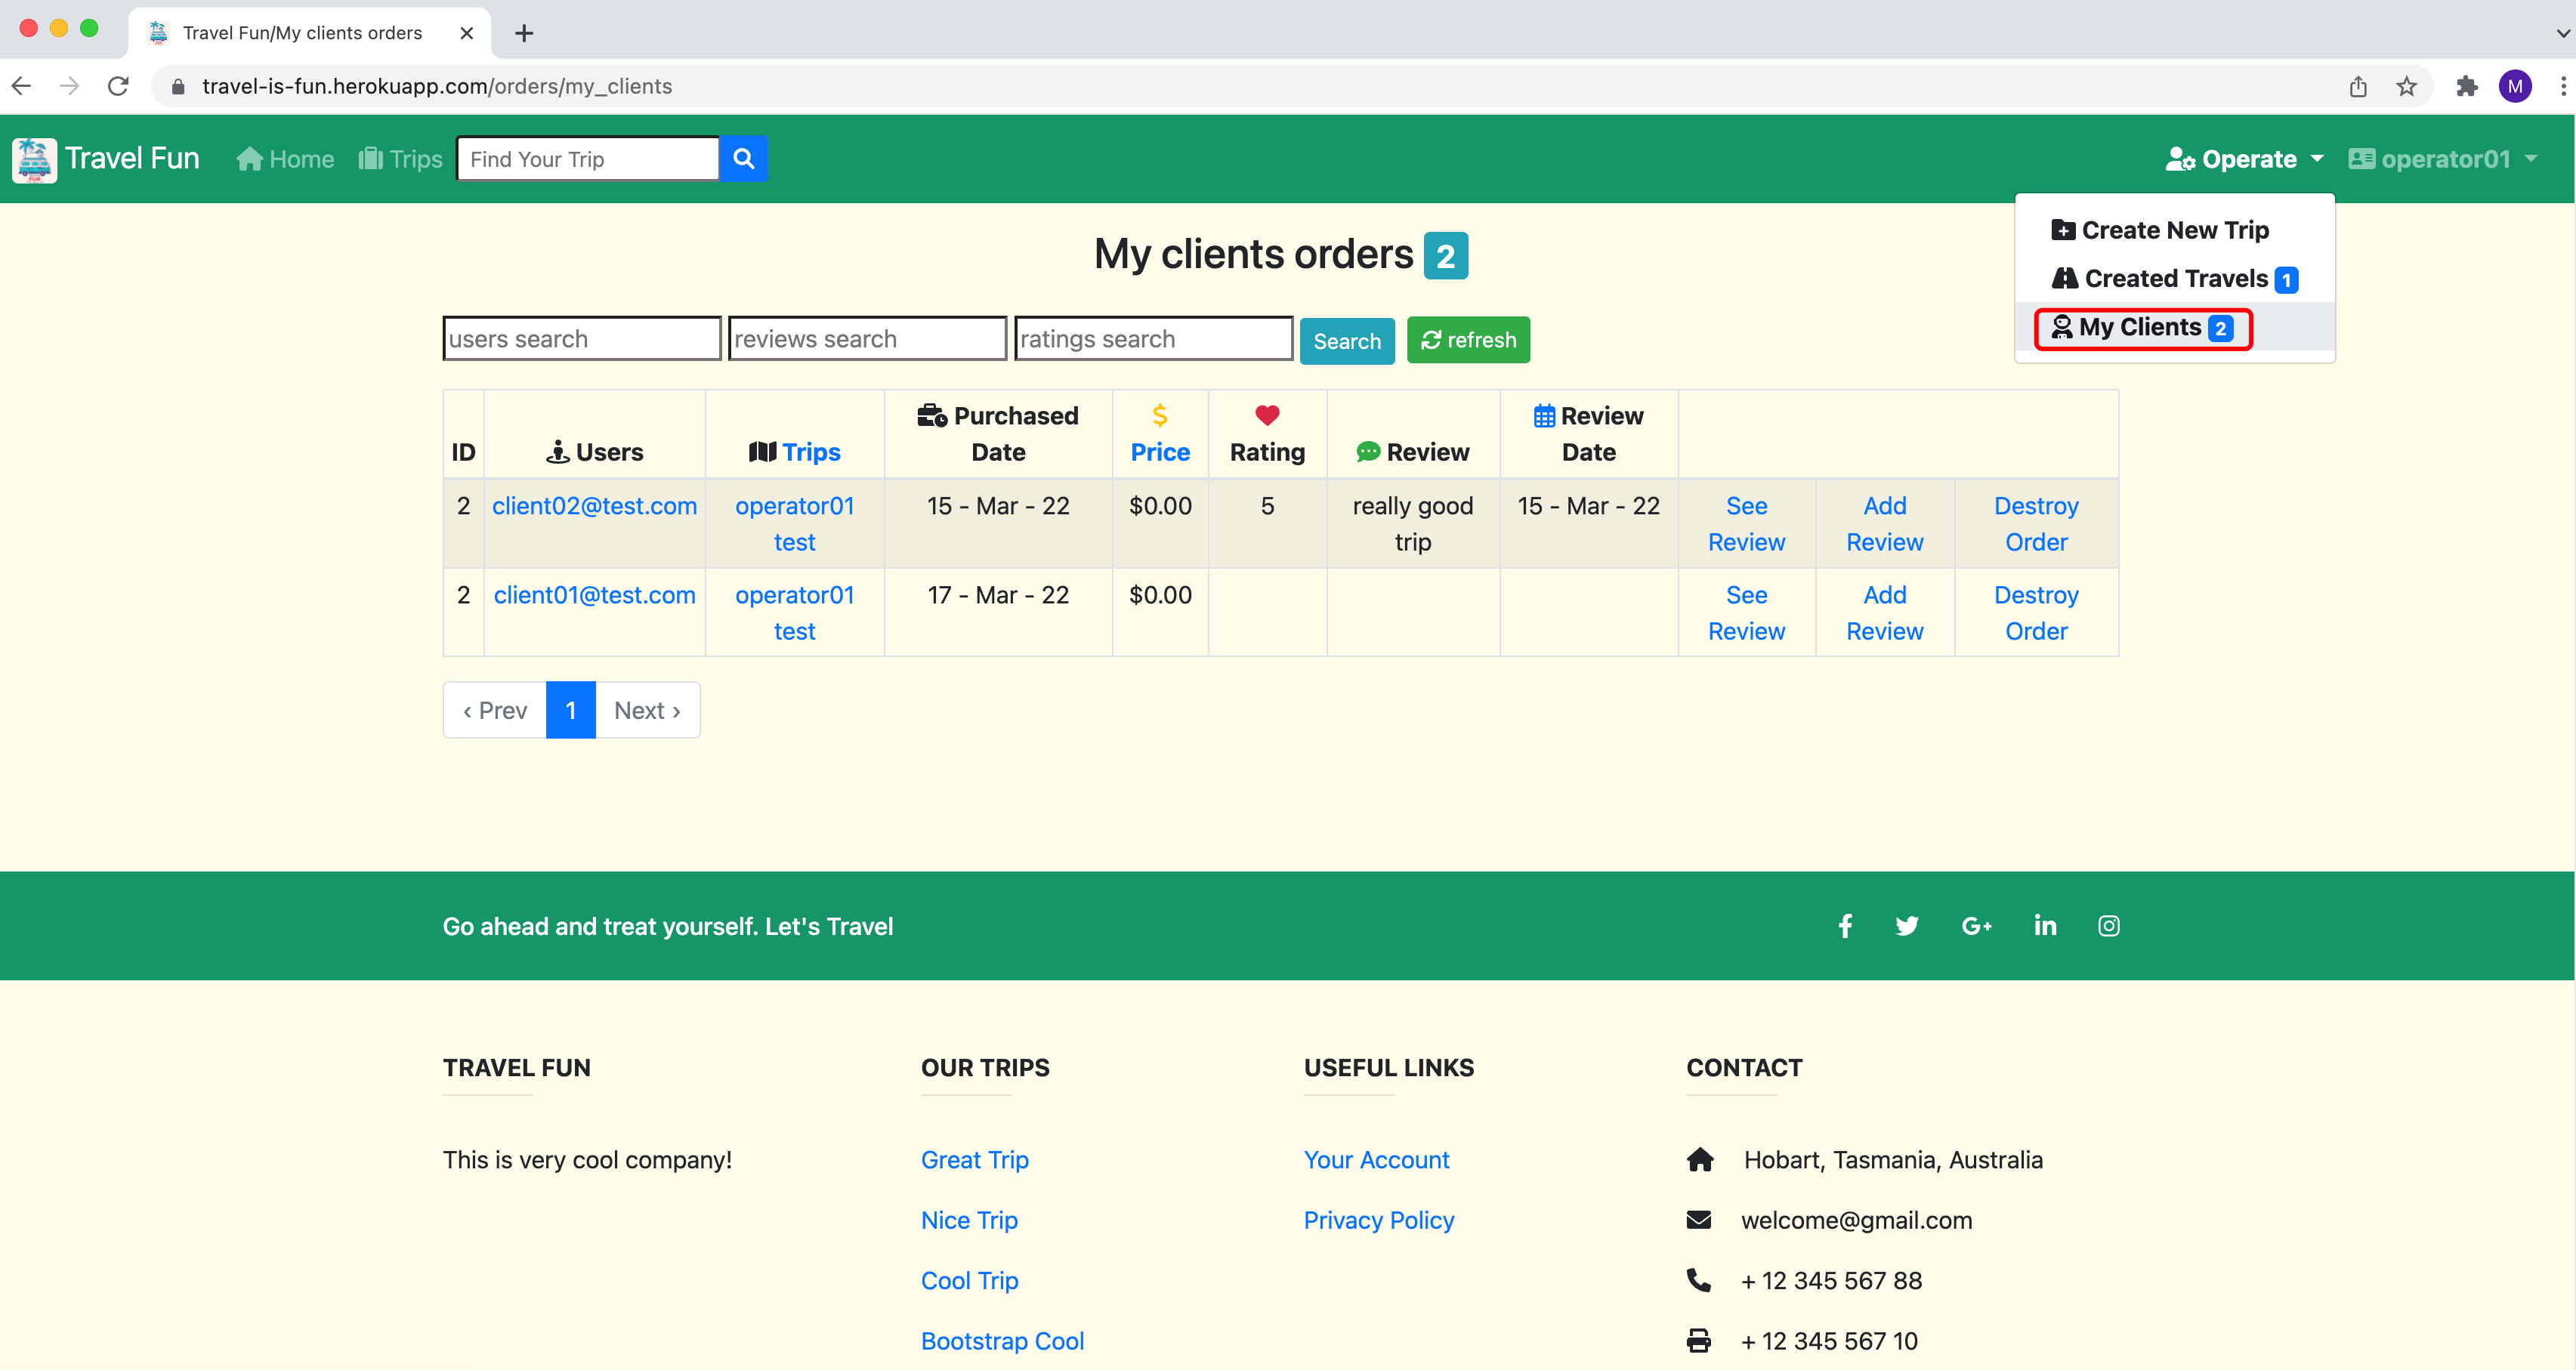 Travel Fun/My clients orders
travel-is-fun.herokuapp.com/orders/my_clients
M
Travel Fun
Home
Trips
Find Your Trip
Operate
operator01
Create New Trip
Created Travels 1
My Clients 2
My clients orders 2
users search
reviews search
ratings search
Search
refresh
ID
Users
Trips
Purchased
Date
$
Price
Rating
Review
Review
Date
2
client02@test.com
operator01
test
15 - Mar - 22
$0.00
5
really good
trip
15 - Mar - 22
See
Review
Add
Review
Destroy
Order
2
client01@test.com
operator01
test
17 - Mar - 22
$0.00
See
Review
Add
Review
Destroy
Order
‹ Prev
1
Next ›
Go ahead and treat yourself. Let's Travel
f
G+
in
TRAVEL FUN
This is very cool company!
OUR TRIPS
Great Trip
Nice Trip
Cool Trip
Bootstrap Cool
USEFUL LINKS
Your Account
Privacy Policy
CONTACT
Hobart, Tasmania, Australia
welcome@gmail.com
+ 12 345 567 88
+ 12 345 567 10